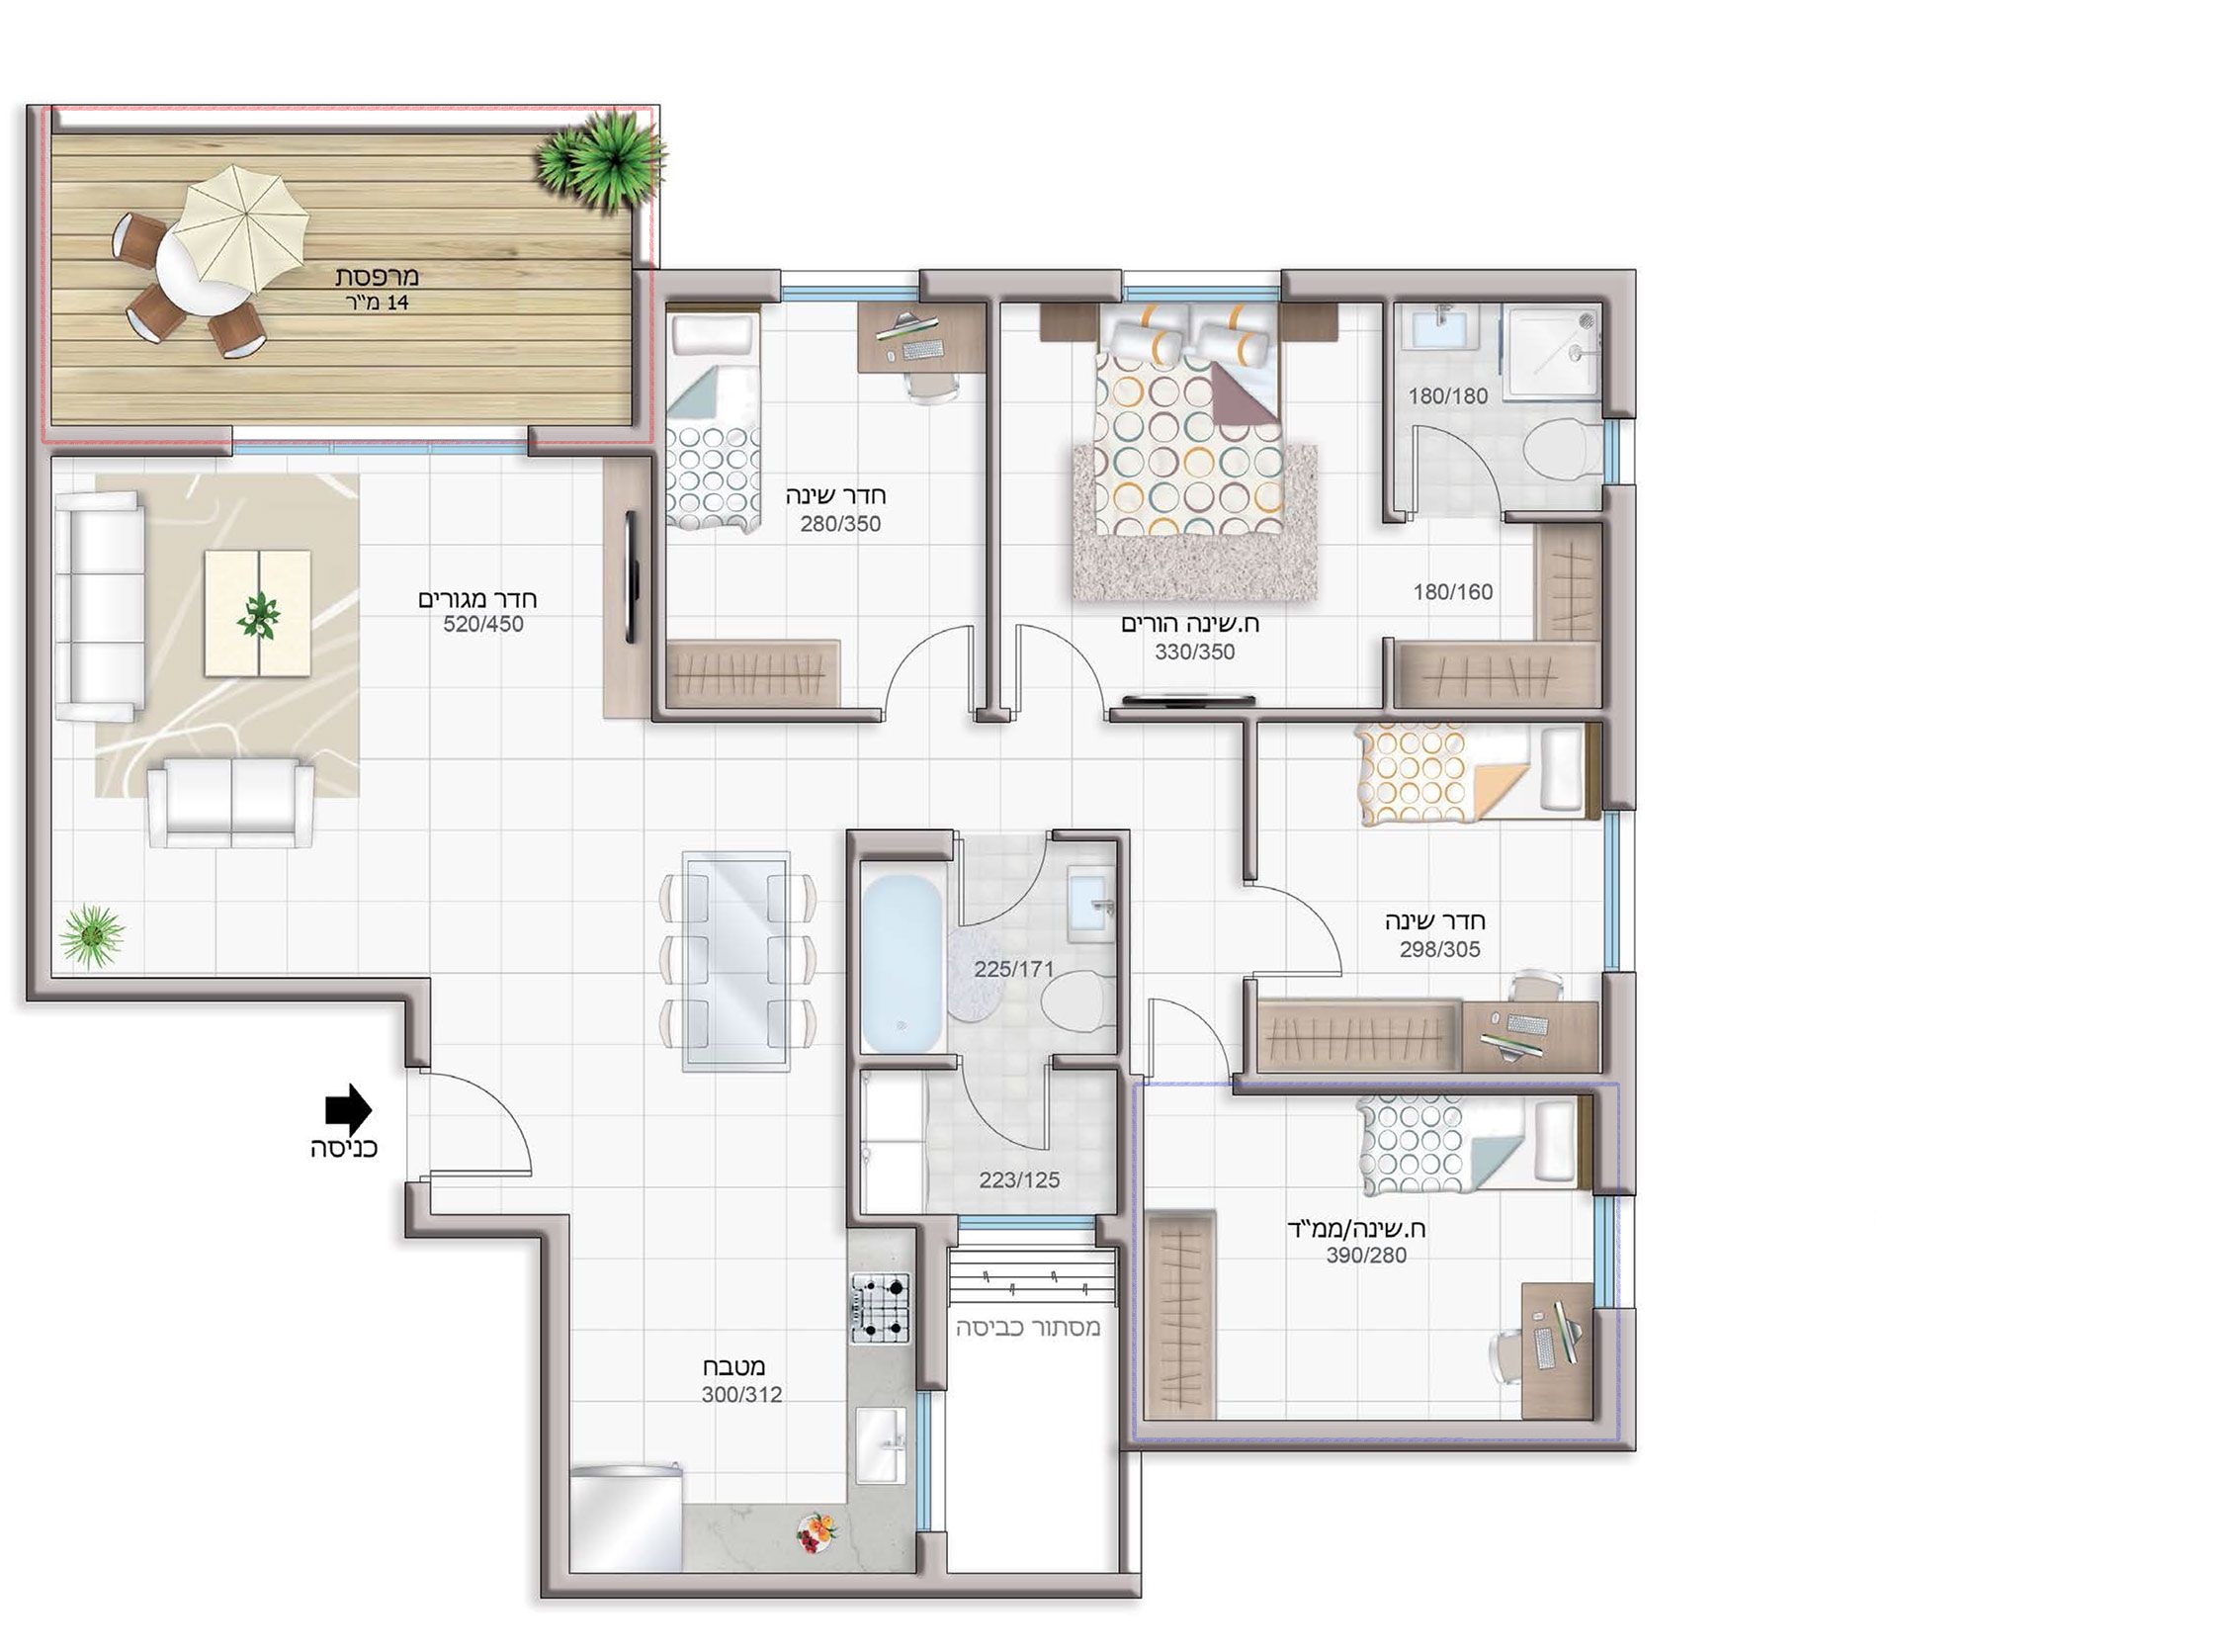 מרפסת
14 מ"ר
חדר מגורים
520/450
חדר שינה
280/350
ח.שינה הורים
330/350
180/180
180/160
חדר שינה
298/305
225/171
223/125
כניסה
ח.שינה/ממ"ד
390/280
מסתור כביסה
מטבח
300/312